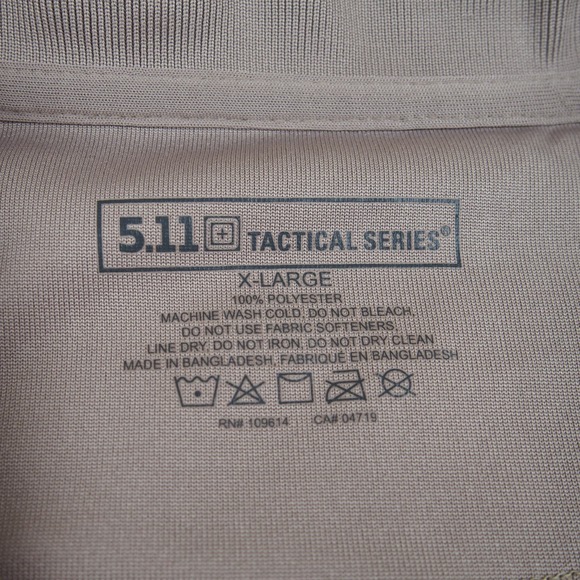 5.11 TACTICAL SERIES®
X-LARGE
100% POLYESTER
MACHINE WASH COLD, DO NOT BLEACH,
DO NOT USE FABRIC SOFTENERS,
LINE DRY, DO NOT IRON, DO NOT DRY CLEAN
MADE IN BANGLADESH, FABRIQUÉ EN BANGLADESH
RN# 109614 CA# 04719